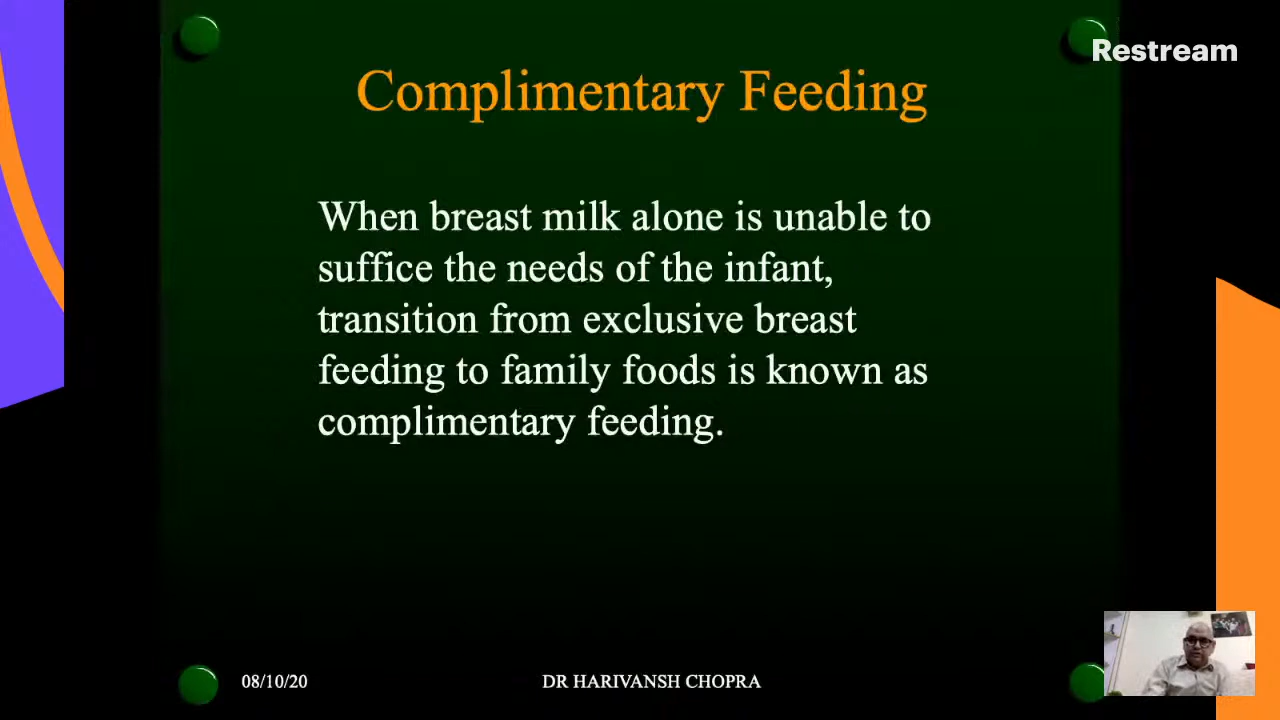 Restream
Complimentary Feeding
When breast milk alone is unable to
suffice the needs of the infant,
transition from exclusive breast
feeding to family foods is known as
complimentary feeding.
08/10/20
DR HARIVANSH CHOPRA